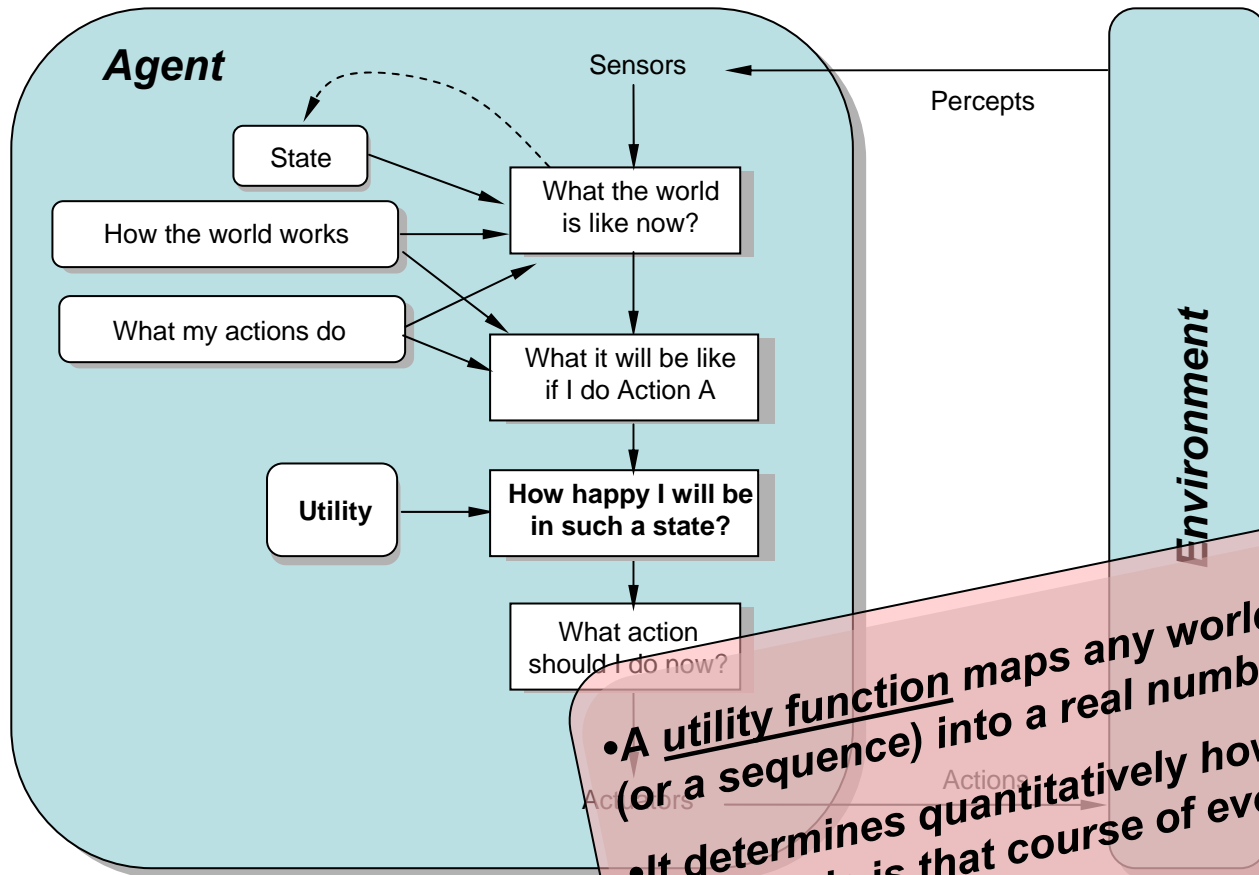 Agent
Sensors
Percepts
State
What the world
is like now?
How the world works
What my actions do
What it will be like
if I do Action A
Environment
Utility
How happy I will be
in such a state?
What action
should I do now?
Actuators
Actions
•A utility function maps any world
(or a sequence) into a real numb
•It determines quantitatively how
is that course of eve